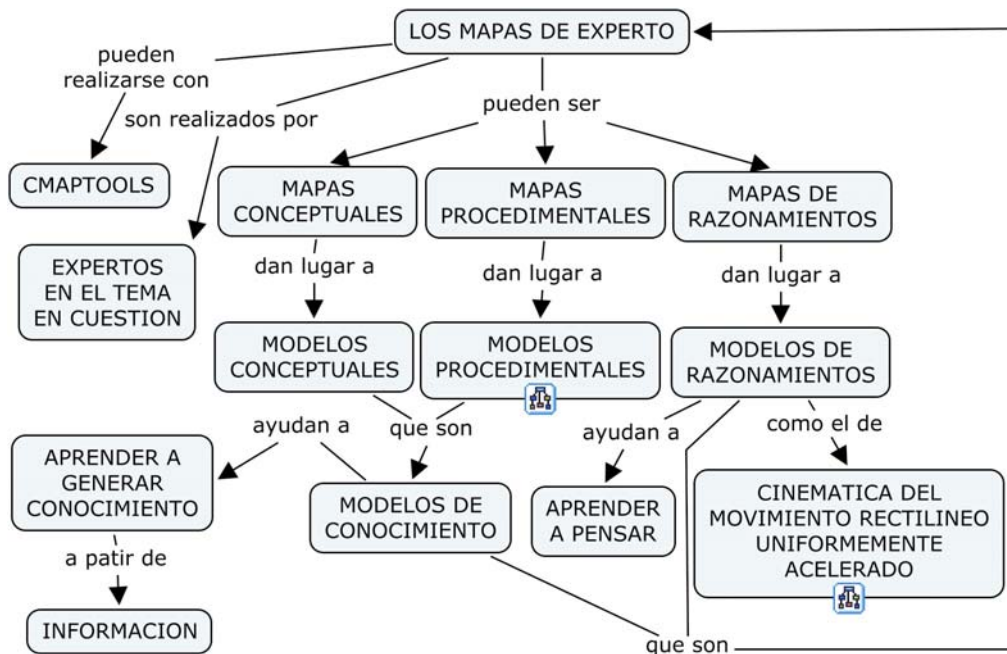 LOS MAPAS DE EXPERTO
pueden
realizarse con
son realizados por
pueden ser
CMAPTOOLS
EXPERTOS
EN EL TEMA
EN CUESTION
MAPAS
CONCEPTUALES
MAPAS
PROCEDIMENTALES
MAPAS DE
RAZONAMIENTOS
dan lugar a
dan lugar a
dan lugar a
MODELOS
CONCEPTUALES
MODELOS
PROCEDIMENTALES
MODELOS DE
RAZONAMIENTOS
ayudan a
que son
ayudan a
como el de
APRENDER A
GENERAR
CONOCIMIENTO
MODELOS DE
CONOCIMIENTO
APRENDER
A PENSAR
CINEMATICA DEL
MOVIMIENTO RECTILINEO
UNIFORMEMENTE
ACELERADO
a patir de
INFORMACION
que son